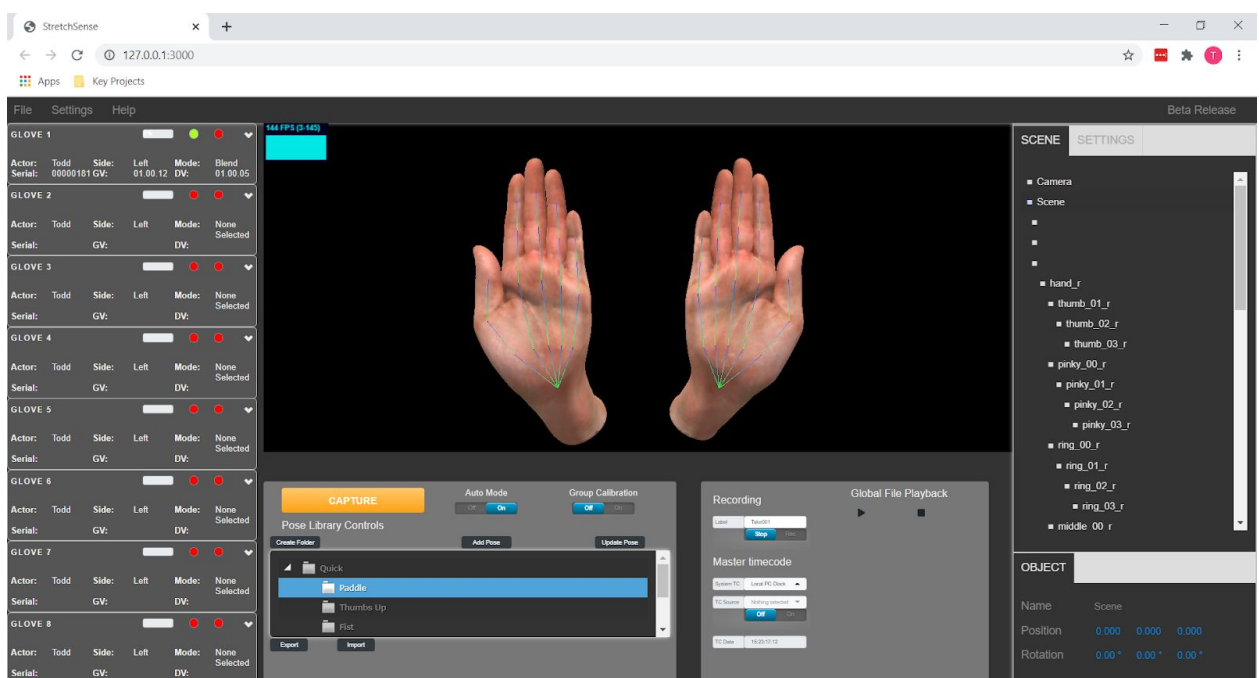 StretchSense
127.0.0.1:3000
Apps Key Projects
File Settings Help Beta Release
GLOVE 1
Actor: Todd Side: Left Mode: Blend
Serial: 00000181 GV: 01.00.12 DV: 01.00.05
GLOVE 2
Actor: Todd Side: Left Mode: None Selected
Serial: GV: DV:
GLOVE 3
Actor: Todd Side: Left Mode: None Selected
Serial: GV: DV:
GLOVE 4
Actor: Todd Side: Left Mode: None Selected
Serial: GV: DV:
GLOVE 5
Actor: Todd Side: Left Mode: None Selected
Serial: GV: DV:
GLOVE 6
Actor: Todd Side: Left Mode: None Selected
Serial: GV: DV:
GLOVE 7
Actor: Todd Side: Left Mode: None Selected
Serial: GV: DV:
GLOVE 8
Actor: Todd Side: Left Mode: None Selected
Serial: GV: DV:
144 FPS (3-145)
CAPTURE
Auto Mode
Off On
Group Calibration
Off On
Pose Library Controls
Create Folder Add Pose Update Pose
Quick
Paddle
Thumbs Up
Fist
Export Import
Recording
Label Take001
Stop Rec
Master timecode
System TC Local PC Clock
TC Source Nothing selected
Off On
TC Data 15:23:17:12
Global File Playback
SCENE SETTINGS
Camera
Scene
hand_r
thumb_01_r
thumb_02_r
thumb_03_r
pinky_00_r
pinky_01_r
pinky_02_r
pinky_03_r
ring_00_r
ring_01_r
ring_02_r
ring_03_r
middle_00_r
OBJECT
Name Scene
Position 0.000 0.000 0.000
Rotation 0.00 ° 0.00 ° 0.00 °
T